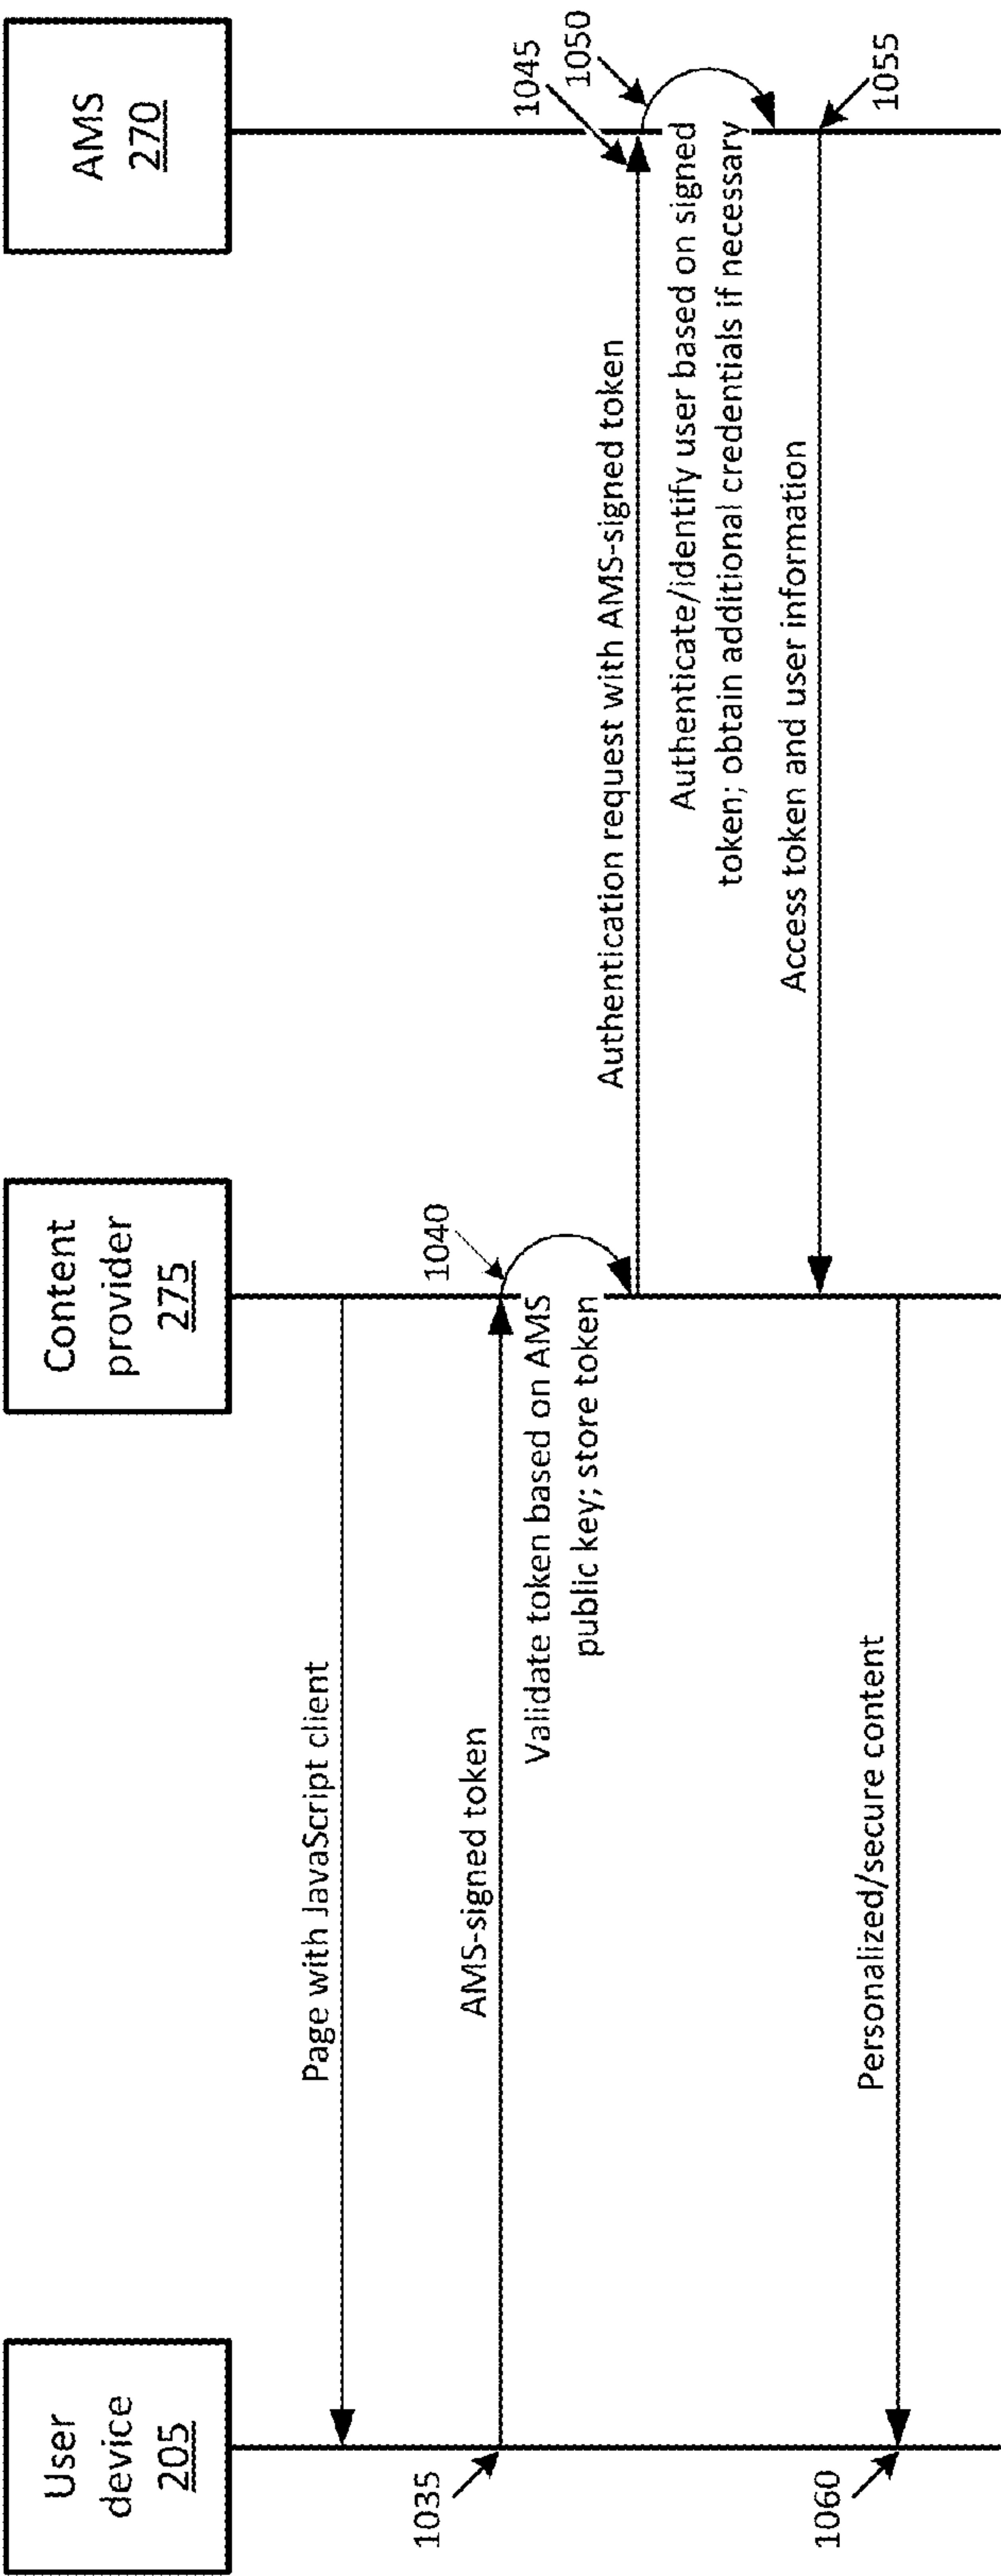 User
device
205
Content
provider
275
AMS
270
Page with JavaScript client
1035
AMS-signed token
1040
Validate token based on AMS
public key; store token
1045
Authentication request with AMS-signed token
1050
Authenticate/identify user based on signed
token; obtain additional credentials if necessary
Access token and user information
1055
1060
Personalized/secure content